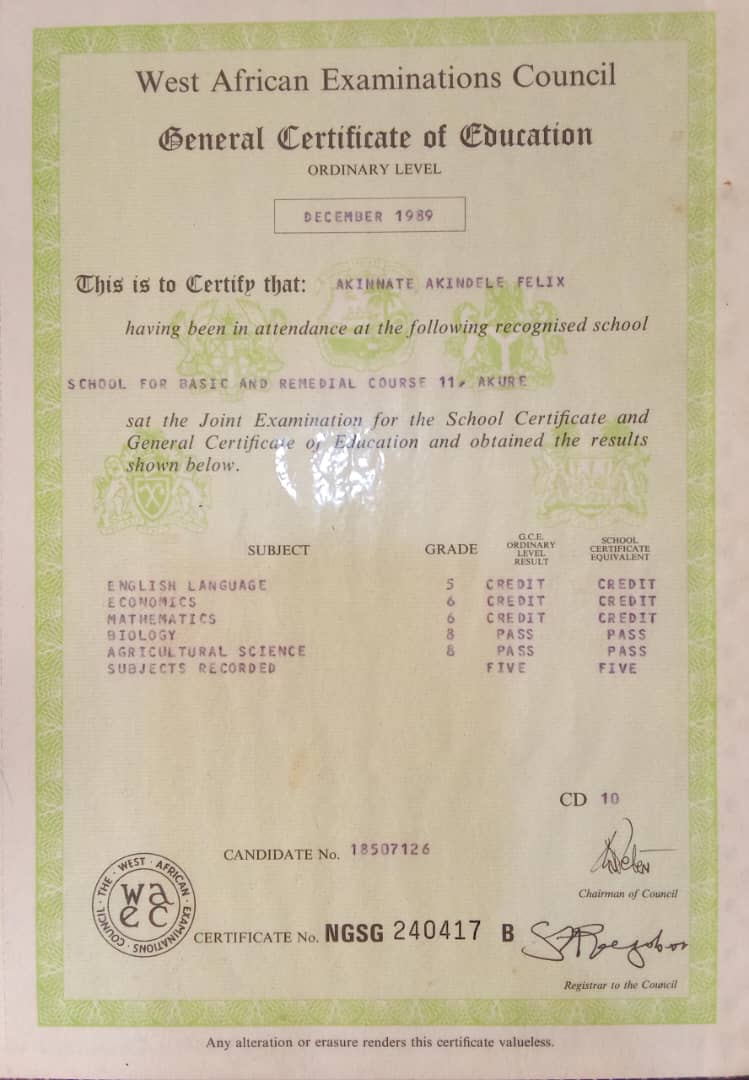 West African Examinations Council
General Certificate of Education
ORDINARY LEVEL
DECEMBER 1989
This is to Certify that: AKINNATE AKINDELE FELIX
having been in attendance at the following recognised school
SCHOOL FOR BASIC AND REMEDIAL COURSE 11, AKURE
sat the Joint Examination for the School Certificate and
General Certificate of Education and obtained the results
shown below.
SUBJECT GRADE G.C.E. ORDINARY LEVEL RESULT SCHOOL CERTIFICATE EQUIVALENT
ENGLISH LANGUAGE 5 CREDIT CREDIT
ECONOMICS 6 CREDIT CREDIT
MATHEMATICS 6 CREDIT CREDIT
BIOLOGY 8 PASS PASS
AGRICULTURAL SCIENCE 8 PASS PASS
SUBJECTS RECORDED FIVE FIVE
CD 10
CANDIDATE No. 18507126
Chairman of Council
THE · WEST · AFRICAN · EXAMINATIONS · COUNCIL
waec
CERTIFICATE No. NGSG 240417 B
Registrar to the Council
Any alteration or erasure renders this certificate valueless.